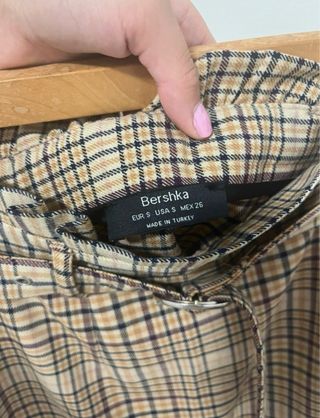 Bershka
EUR S USA S MEX 26
MADE IN TURKEY